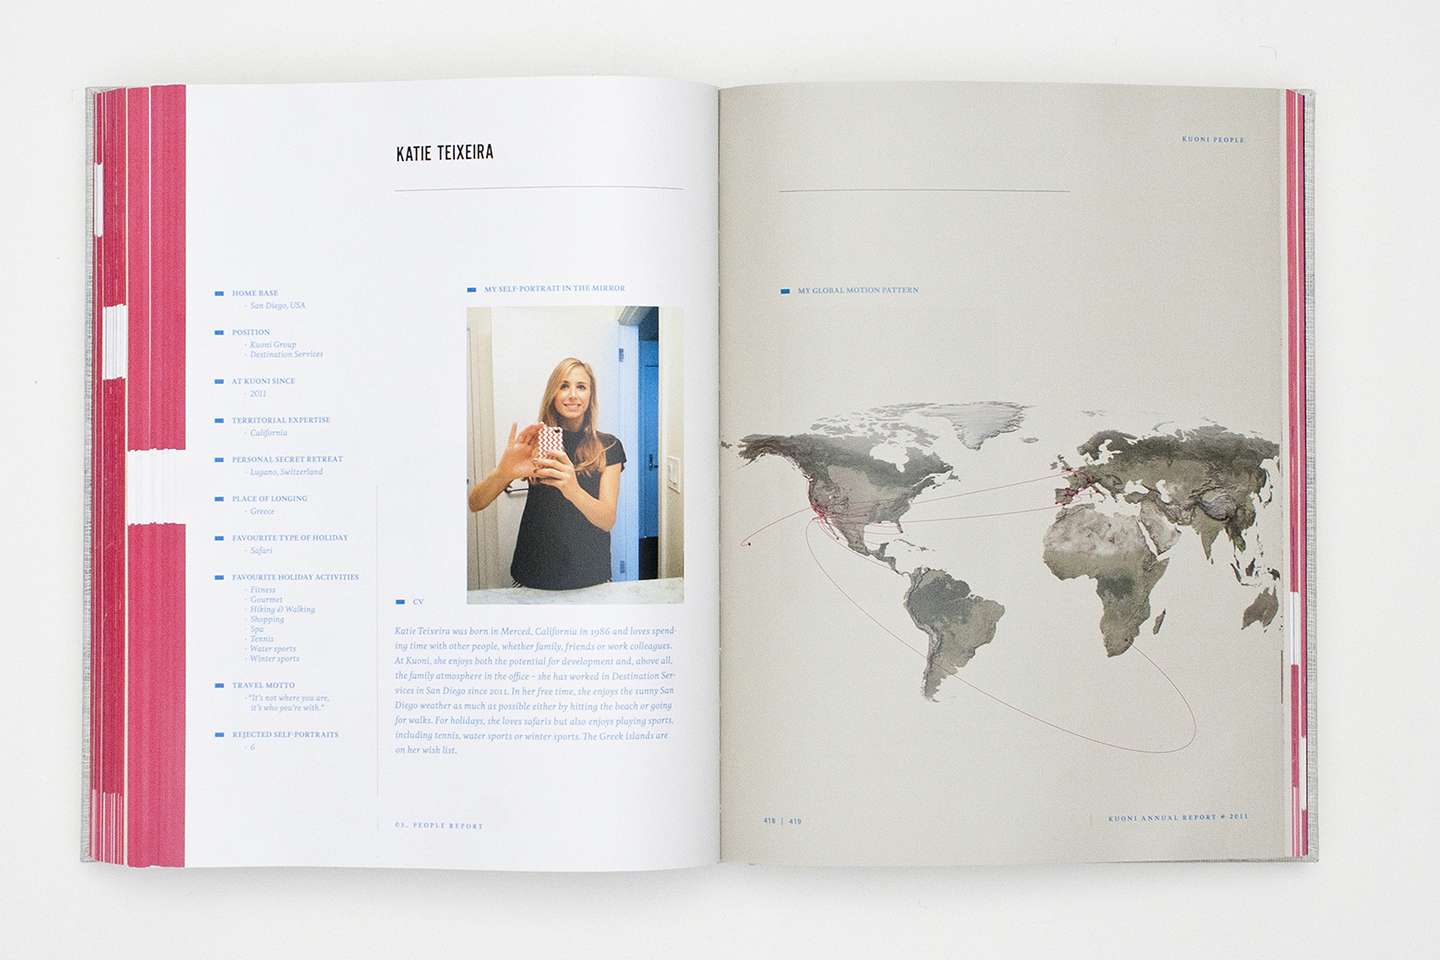 KATIE TEIXEIRA
HOME BASE
- San Diego, USA
POSITION
- Kuoni Group
- Destination Services
AT KUONI SINCE
- 2011
TERRITORIAL EXPERTISE
- California
PERSONAL SECRET RETREAT
- Lugano, Switzerland
PLACE OF LONGING
- Greece
FAVOURITE TYPE OF HOLIDAY
- Safari
FAVOURITE HOLIDAY ACTIVITIES
- Fitness
- Gourmet
- Hiking & Walking
- Shopping
- Spa
- Tennis
- Water sports
- Winter sports
TRAVEL MOTTO
- "It's not where you are,
it's who you're with."
REJECTED SELF-PORTRAITS
- 6
MY SELF-PORTRAIT IN THE MIRROR
CV
Katie Teixeira was born in Merced, California in 1986 and loves spend-
ing time with other people, whether family, friends or work colleagues.
At Kuoni, she enjoys both the potential for development and, above all,
the family atmosphere in the office – she has worked in Destination Ser-
vices in San Diego since 2011. In her free time, she enjoys the sunny San
Diego weather as much as possible either by hitting the beach or going
for walks. For holidays, she loves safaris but also enjoys playing sports,
including tennis, water sports or winter sports. The Greek islands are
on her wish list.
03. PEOPLE REPORT
KUONI PEOPLE
MY GLOBAL MOTION PATTERN
418 | 419
KUONI ANNUAL REPORT # 2011